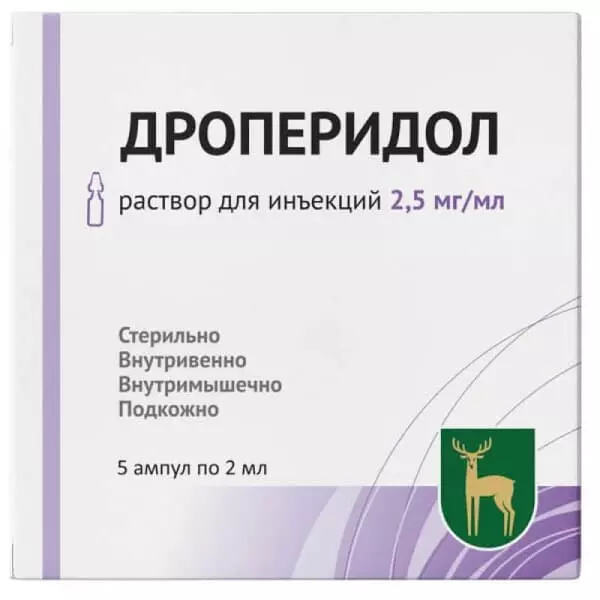 ДРОПЕРИДОЛ
раствор для инъекций 2,5 мг/мл
Стерильно
Внутривенно
Внутримышечно
Подкожно
5 ампул по 2 мл